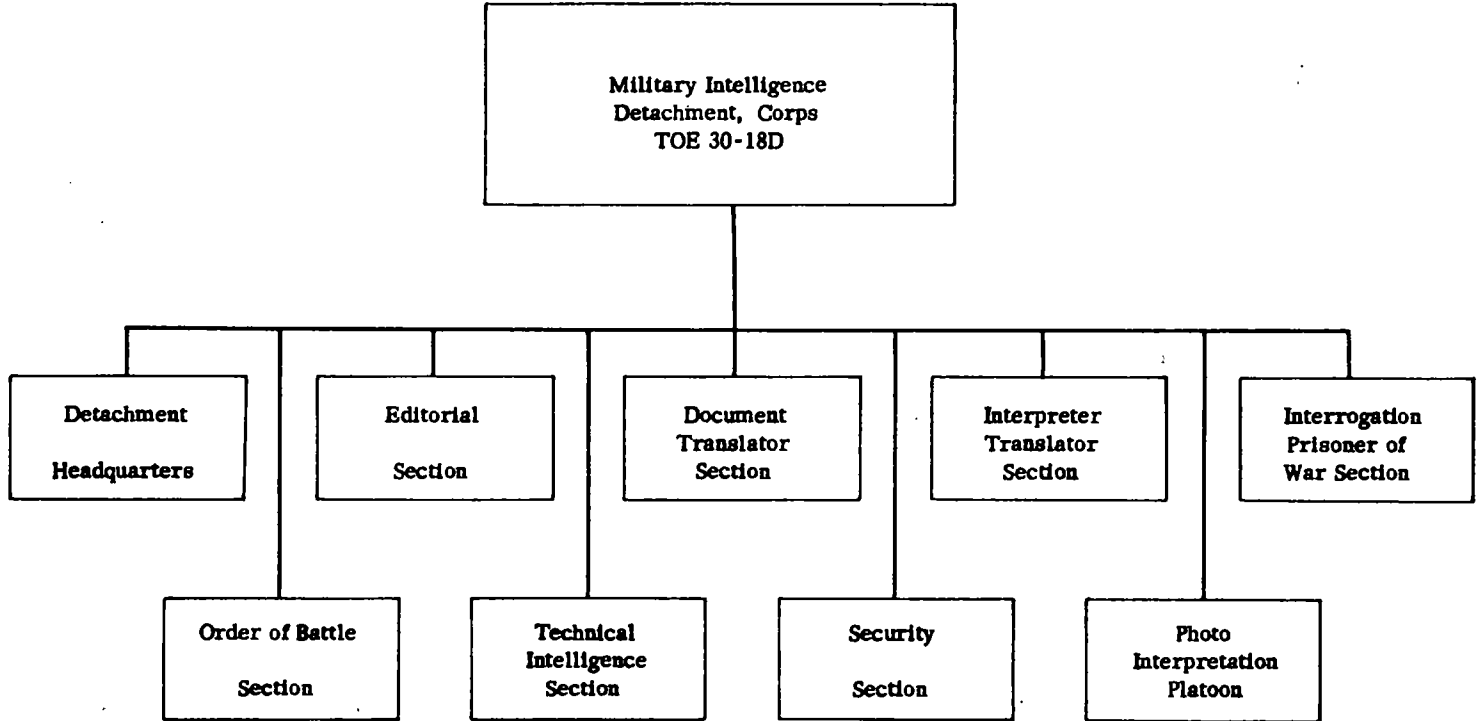 Military Intelligence
Detachment, Corps
TOE 30-18D
Detachment
Headquarters
Editorial
Section
Document
Translator
Section
Interpreter
Translator
Section
Interrogation
Prisoner of
War Section
Order of Battle
Section
Technical
Intelligence
Section
Security
Section
Photo
Interpretation
Platoon